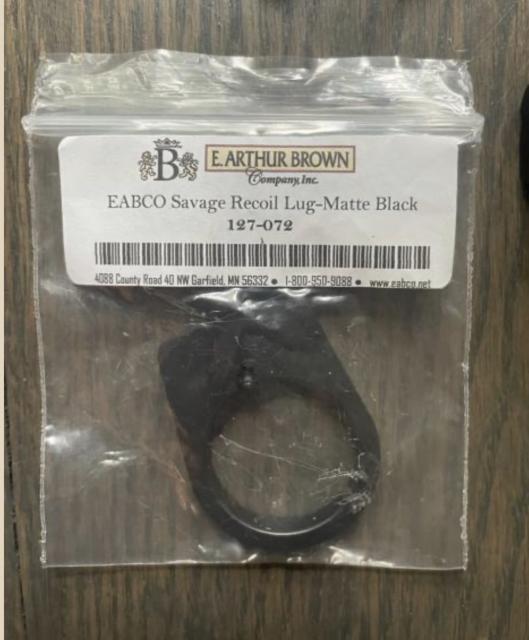 B E. ARTHUR BROWN
Company, Inc.
EABCO Savage Recoil Lug-Matte Black
127-072
4088 County Road 40 NW Garfield, MN 56332 • 1-800-950-9088 • www.eabco.net